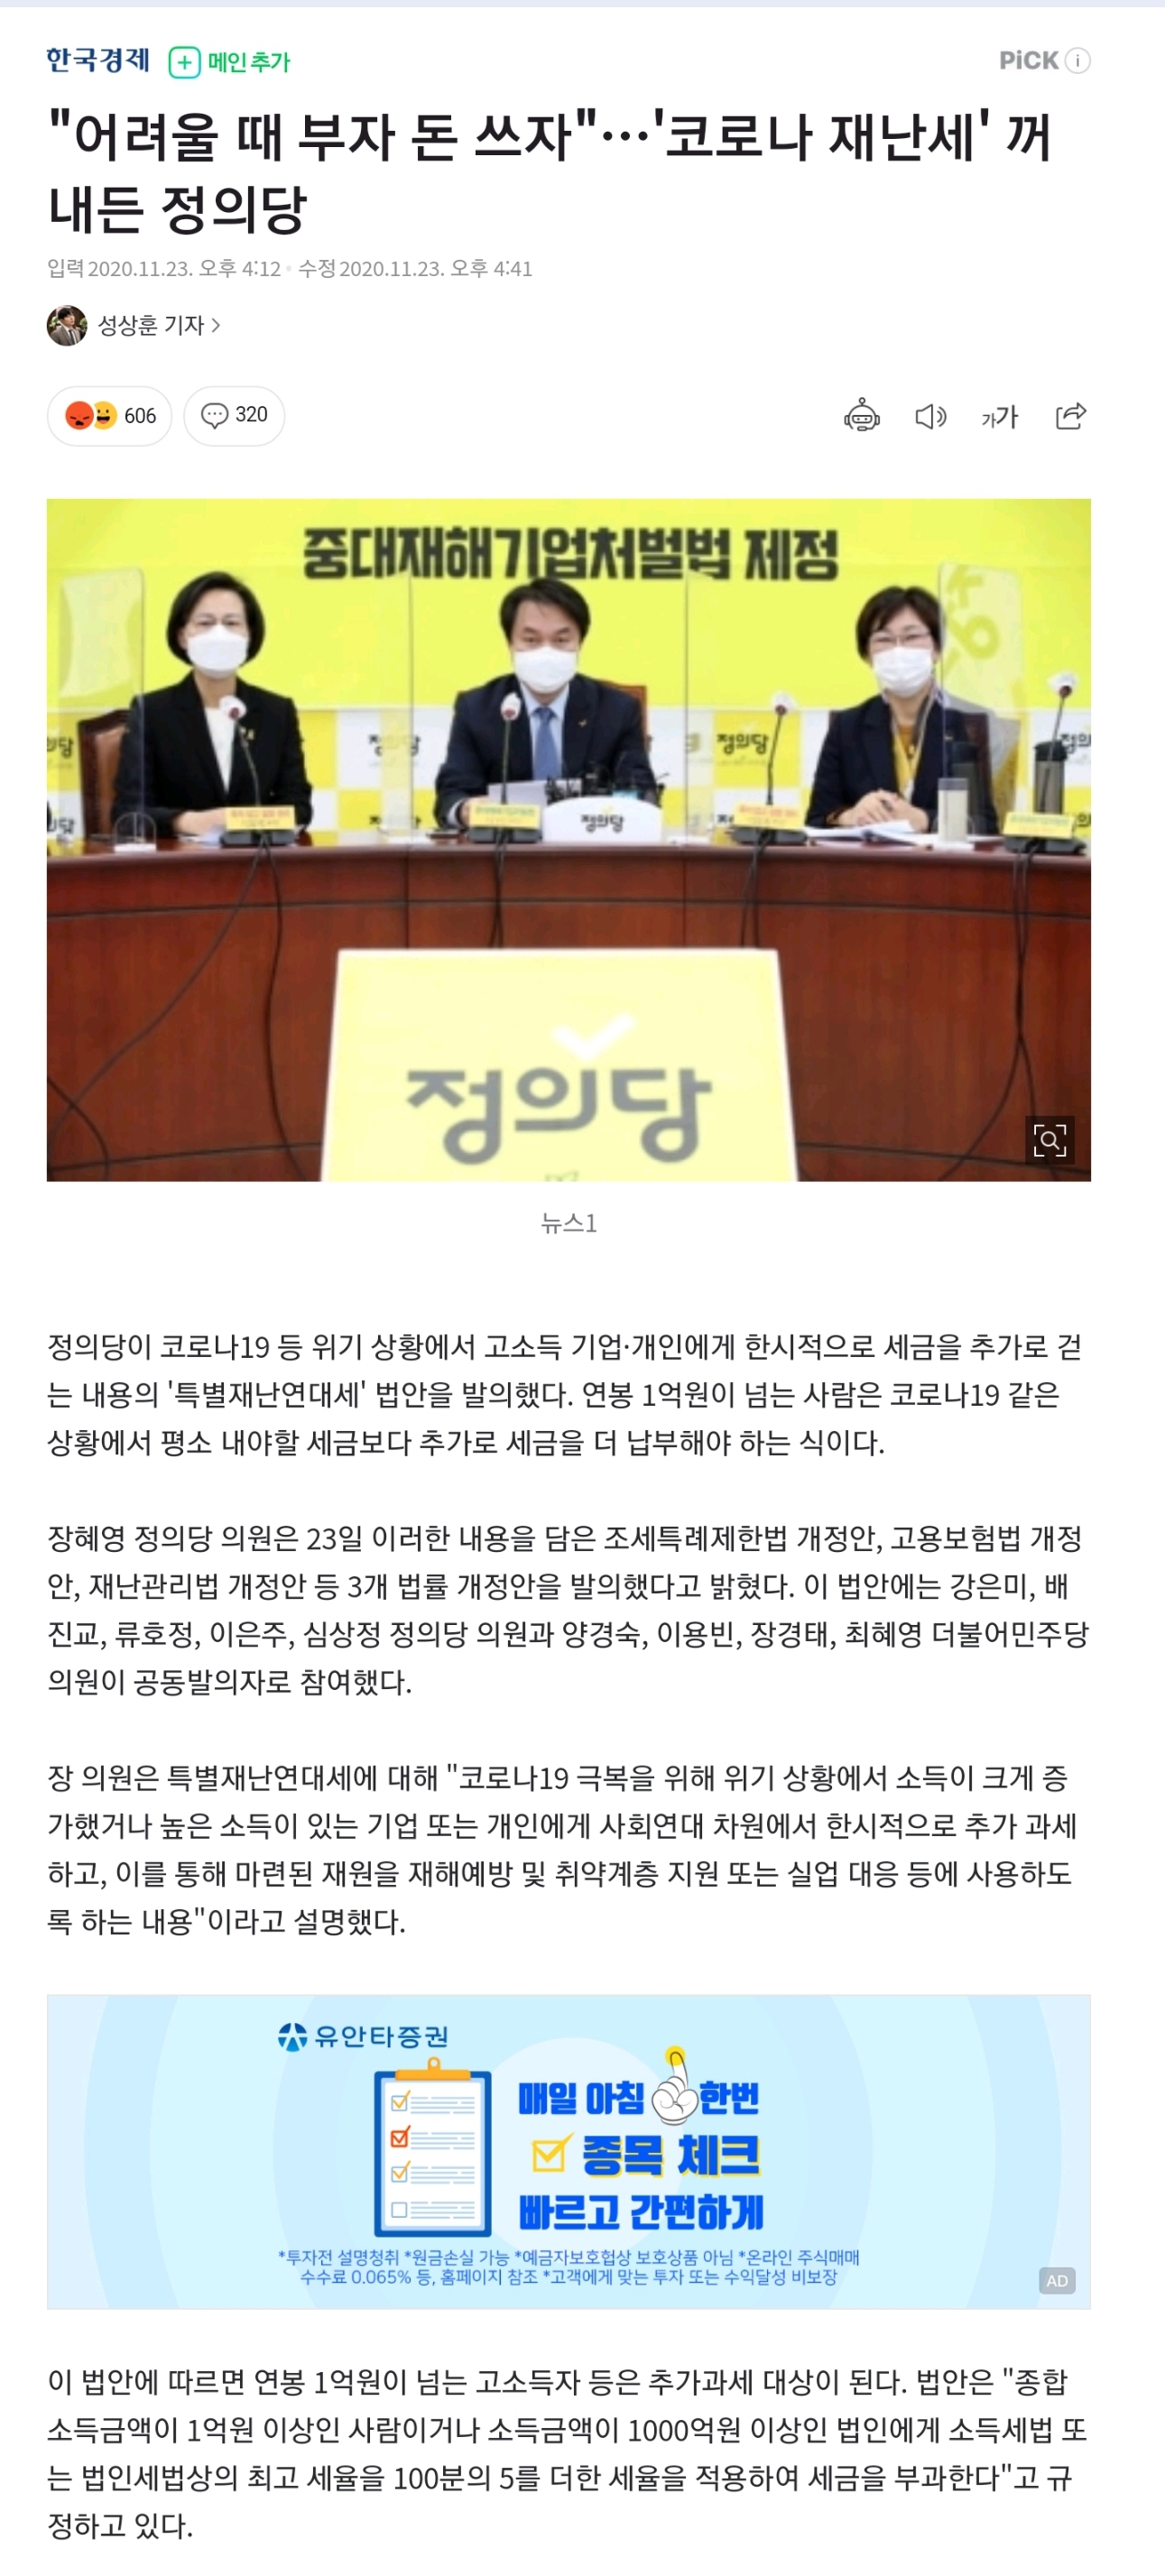 한국경제 메인 추가 PiCK i
"어려울 때 부자 돈 쓰자"…'코로나 재난세' 꺼
내든 정의당
입력 2020.11.23. 오후 4:12 수정 2020.11.23. 오후 4:41
성상훈 기자
606 320 가가
중대재해기업처벌법 제정
정의당 정의당
정의당
정의당
뉴스1
정의당이 코로나19 등 위기 상황에서 고소득 기업·개인에게 한시적으로 세금을 추가로 걷
는 내용의 '특별재난연대세' 법안을 발의했다. 연봉 1억원이 넘는 사람은 코로나19 같은
상황에서 평소 내야할 세금보다 추가로 세금을 더 납부해야 하는 식이다.
장혜영 정의당 의원은 23일 이러한 내용을 담은 조세특례제한법 개정안, 고용보험법 개정
안, 재난관리법 개정안 등 3개 법률 개정안을 발의했다고 밝혔다. 이 법안에는 강은미, 배
진교, 류호정, 이은주, 심상정 정의당 의원과 양경숙, 이용빈, 장경태, 최혜영 더불어민주당
의원이 공동발의자로 참여했다.
장 의원은 특별재난연대세에 대해 "코로나19 극복을 위해 위기 상황에서 소득이 크게 증
가했거나 높은 소득이 있는 기업 또는 개인에게 사회연대 차원에서 한시적으로 추가 과세
하고, 이를 통해 마련된 재원을 재해예방 및 취약계층 지원 또는 실업 대응 등에 사용하도
록 하는 내용"이라고 설명했다.
유안타증권
매일 아침 한번
종목 체크
빠르고 간편하게
*투자전 설명청취 *원금손실 가능 *예금자보호협상 보호상품 아님 *온라인 주식매매
수수료 0.065% 등, 홈페이지 참조 *고객에게 맞는 투자 또는 수익달성 비보장
AD
이 법안에 따르면 연봉 1억원이 넘는 고소득자 등은 추가과세 대상이 된다. 법안은 "종합
소득금액이 1억원 이상인 사람이거나 소득금액이 1000억원 이상인 법인에게 소득세법 또
는 법인세법상의 최고 세율을 100분의 5를 더한 세율을 적용하여 세금을 부과한다"고 규
정하고 있다.